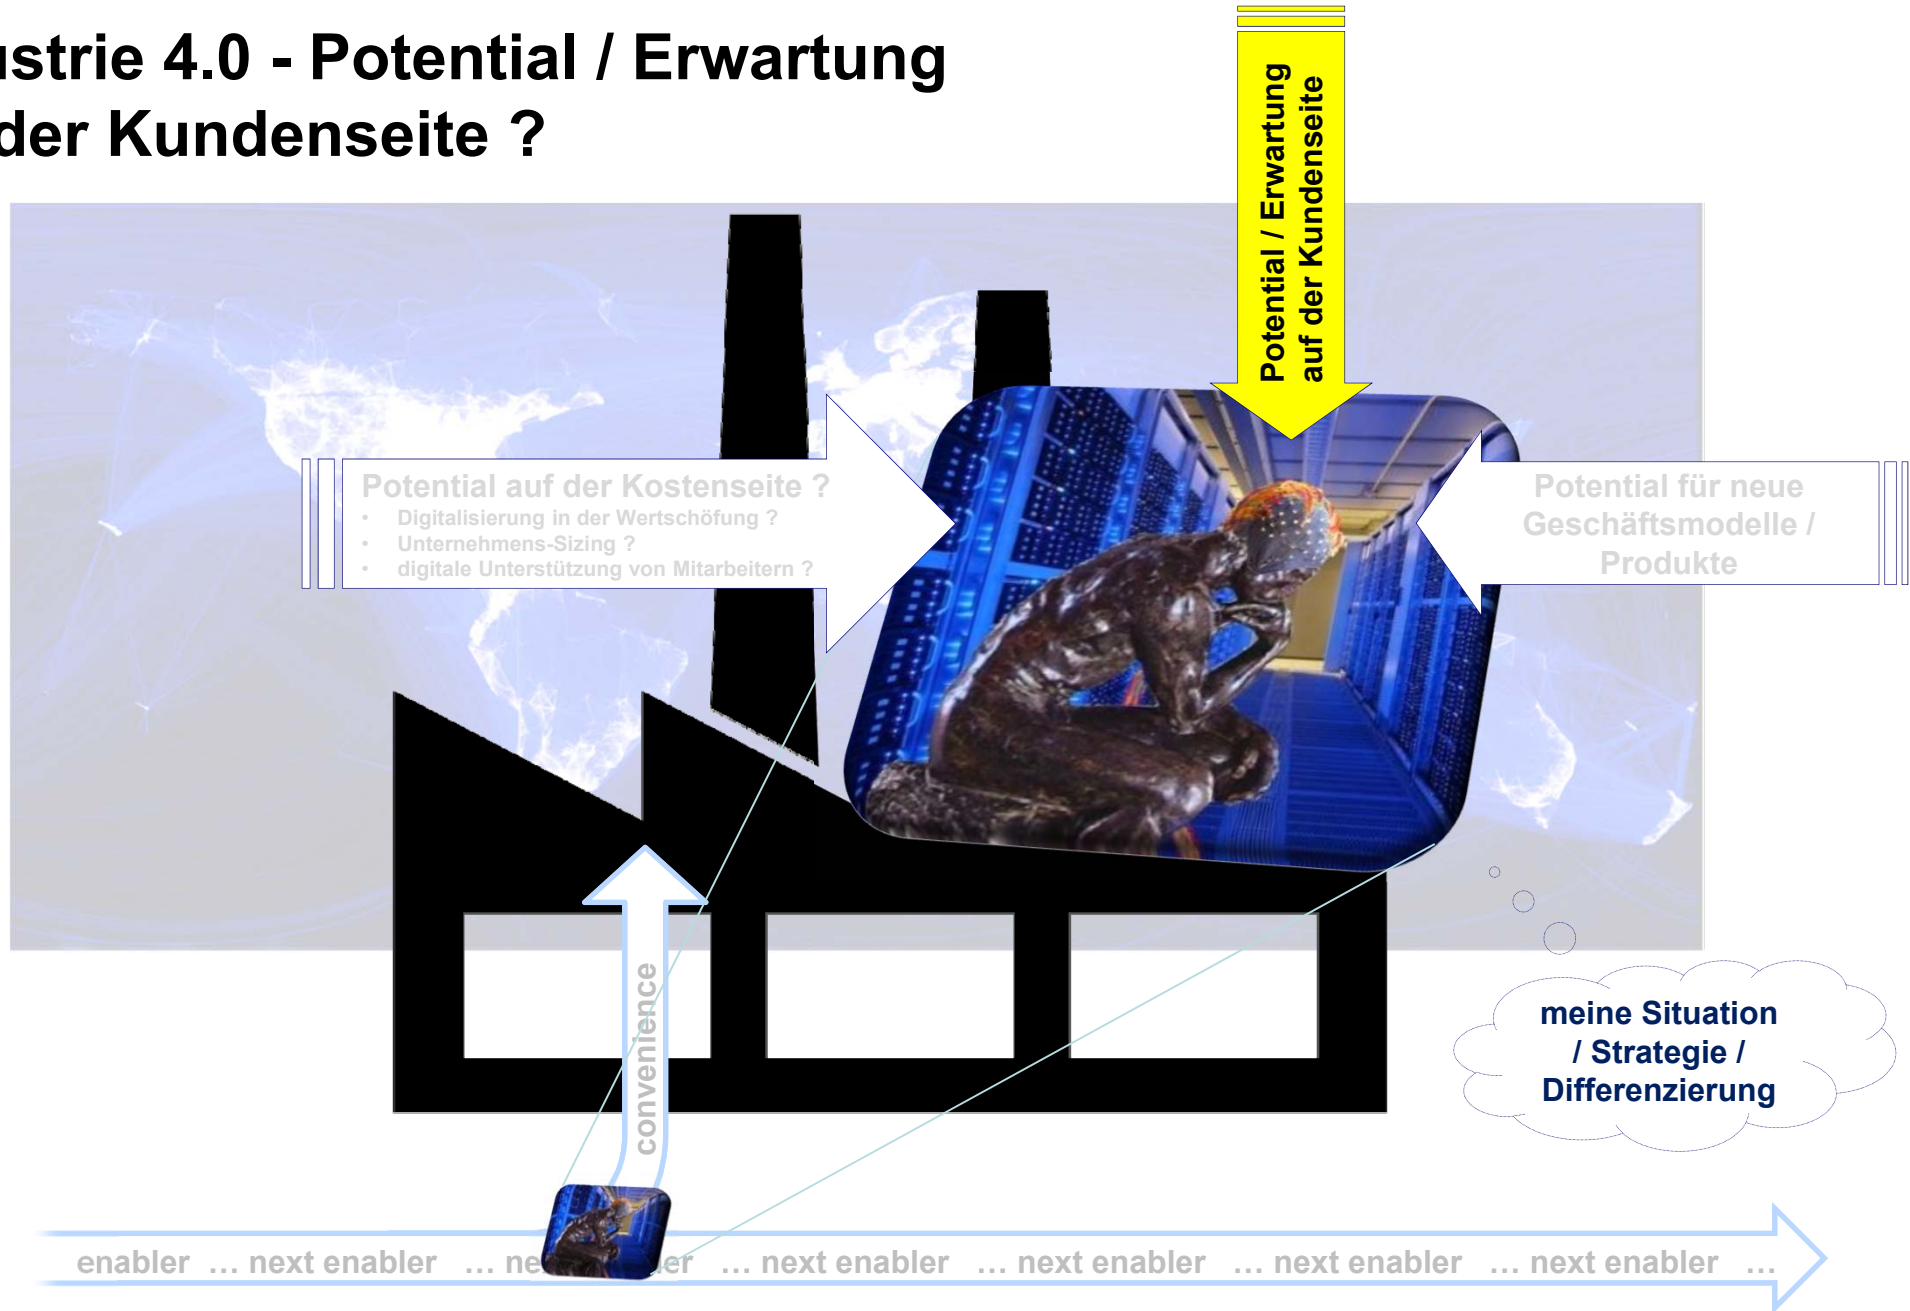 ustrie 4.0 - Potential / Erwartung
der Kundenseite ?
Potential / Erwartung
auf der Kundenseite
Potential auf der Kostenseite ?
• Digitalisierung in der Wertschöfung ?
• Unternehmens-Sizing ?
• digitale Unterstützung von Mitarbeitern ?
Potential für neue
Geschäftsmodelle /
Produkte
convenience
meine Situation
/ Strategie /
Differenzierung
enabler … next enabler … ne er … next enabler … next enabler … next enabler … next enabler …